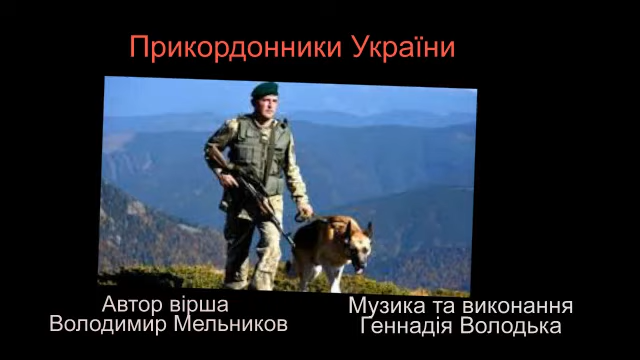 Прикордонники України
Автор вірша
Володимир Мельников
Музика та виконання
Геннадія Володька